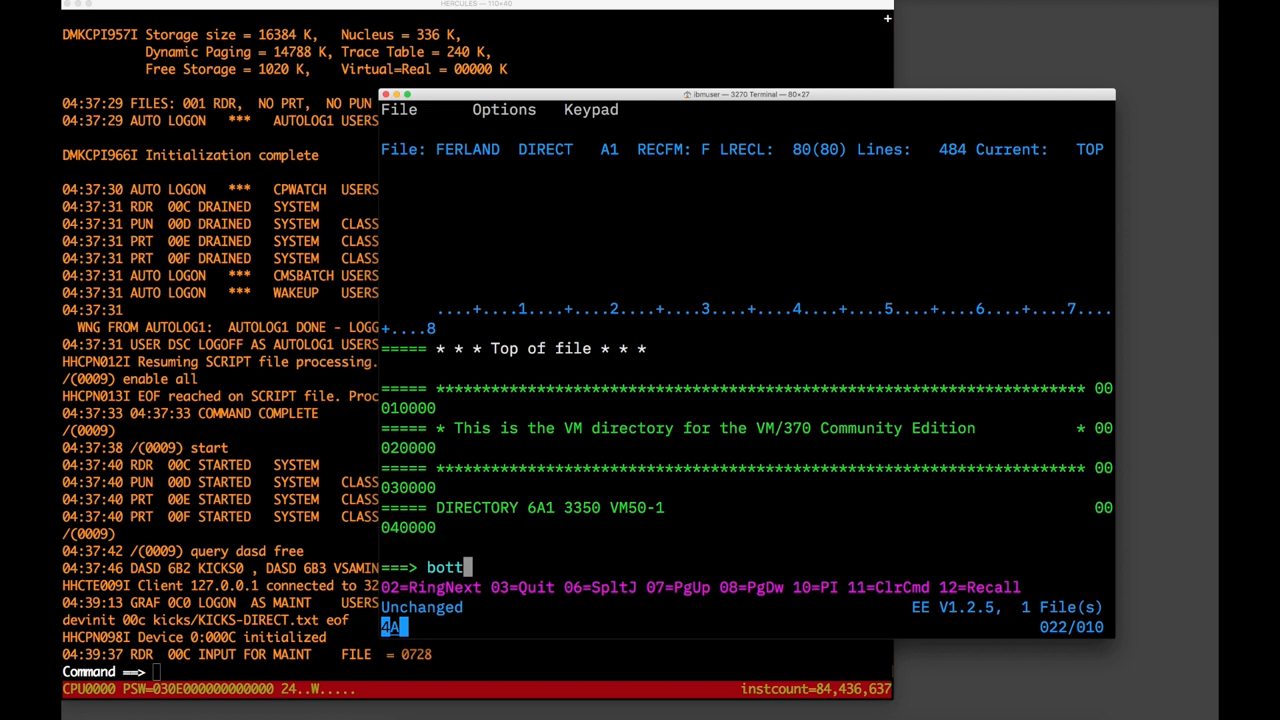 HERCULES — 110×40
DMKCPI957I Storage size = 16384 K, Nucleus = 336 K,
Dynamic Paging = 14788 K, Trace Table = 240 K,
Free Storage = 1020 K, Virtual=Real = 00000 K
04:37:29 FILES: 001 RDR, NO PRT, NO PUN
04:37:29 AUTO LOGON *** AUTOLOG1 USERS
DMKCPI966I Initialization complete
04:37:30 AUTO LOGON *** CPWATCH USERS
04:37:31 AUTO LOGON *** OPERATOR USERS
04:37:31 RDR 00C DRAINED SYSTEM
04:37:31 PUN 00D DRAINED SYSTEM CLASS
04:37:31 PRT 00E DRAINED SYSTEM CLASS
04:37:31 PRT 00F DRAINED SYSTEM CLASS
04:37:31 AUTO LOGON *** CMSBATCH USERS
04:37:31 AUTO LOGON *** WAKEUP USERS
04:37:31
WNG FROM AUTOLOG1: AUTOLOG1 DONE - LOGG
04:37:31 USER DSC LOGOFF AS AUTOLOG1 USERS
HHCPN012I Resuming SCRIPT file processing.
/(0009) enable all
HHCPN013I EOF reached on SCRIPT file. Proc
04:37:33 04:37:33 COMMAND COMPLETE
/(0009)
04:37:38 /(0009) start
04:37:40 RDR 00C STARTED SYSTEM
04:37:40 PUN 00D STARTED SYSTEM CLASS
04:37:40 PRT 00E STARTED SYSTEM CLASS
04:37:40 PRT 00F STARTED SYSTEM CLASS
/(0009)
04:37:42 /(0009) query dasd free
04:37:46 DASD 6B2 KICKS0 , DASD 6B3 VSAMIN
HHCTE009I Client 127.0.0.1 connected to 32
04:39:13 GRAF 0C0 LOGON AS MAINT USERS
devinit 00c kicks/KICKS-DIRECT.txt eof
HHCPN098I Device 0:000C initialized
04:39:37 RDR 00C INPUT FOR MAINT FILE = 0728
Command ==>
CPU0000 PSW=030E000000000000 24..W..... instcount=84,436,637
+
ibmuser — 3270 Terminal — 80×27
File Options Keypad
File: FERLAND DIRECT A1 RECFM: F LRECL: 80(80) Lines: 484 Current: TOP
....+....1....+....2....+....3....+....4....+....5....+....6....+....7....
+....8
===== * * * Top of file * * *
===== *********************************************************************** 00
010000
===== * This is the VM directory for the VM/370 Community Edition * 00
020000
===== *********************************************************************** 00
030000
===== DIRECTORY 6A1 3350 VM50-1 00
040000
===> bott
02=RingNext 03=Quit 06=SpltJ 07=PgUp 08=PgDw 10=PI 11=ClrCmd 12=Recall
Unchanged EE V1.2.5, 1 File(s)
4A 022/010